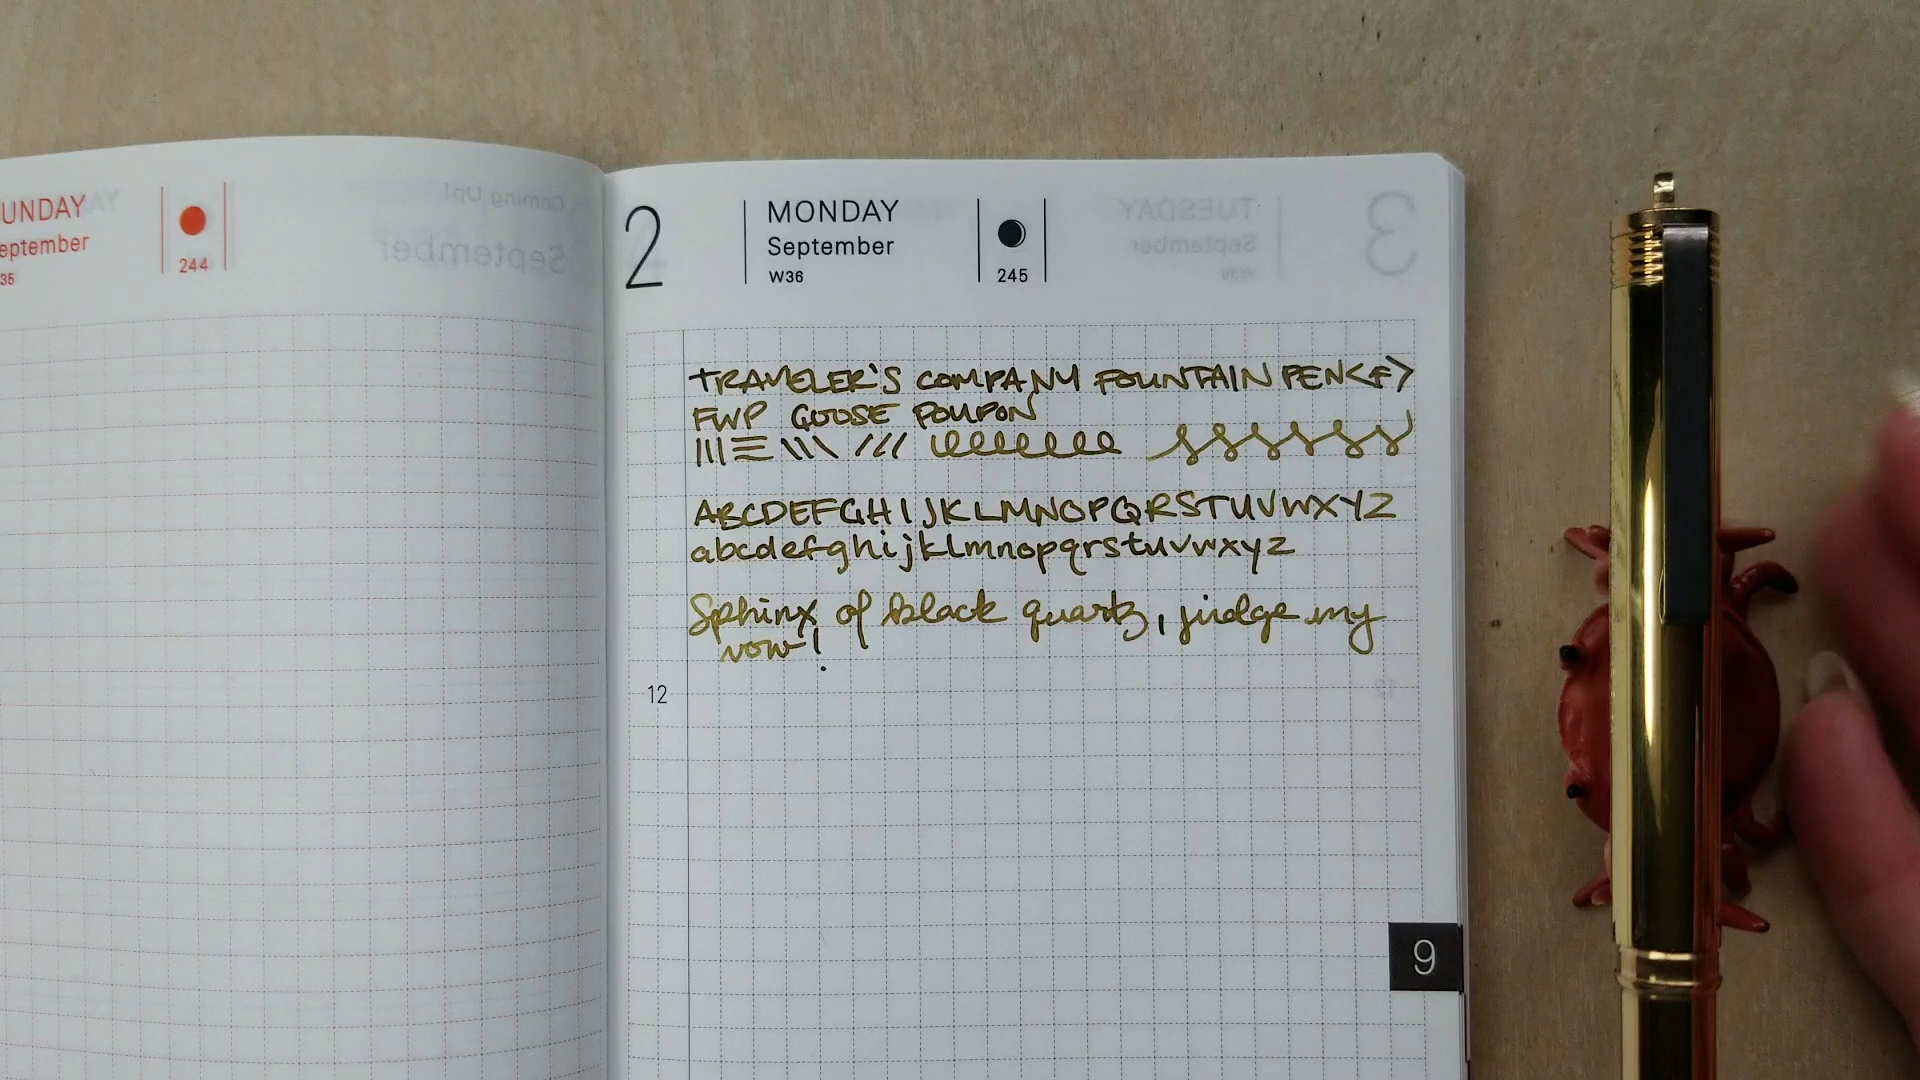 UNDAY
eptember
35
244
2
MONDAY
September
W36
245
TRAVELER'S COMPANY FOUNTAIN PEN <F>
FWP GOOSE POUPON
ABCDEFGHIJKLMNOPQRSTUVWXYZ
abcdefghijklmnopqrstuvwxyz
Sphinx of black quartz, judge my
vow!
12
9